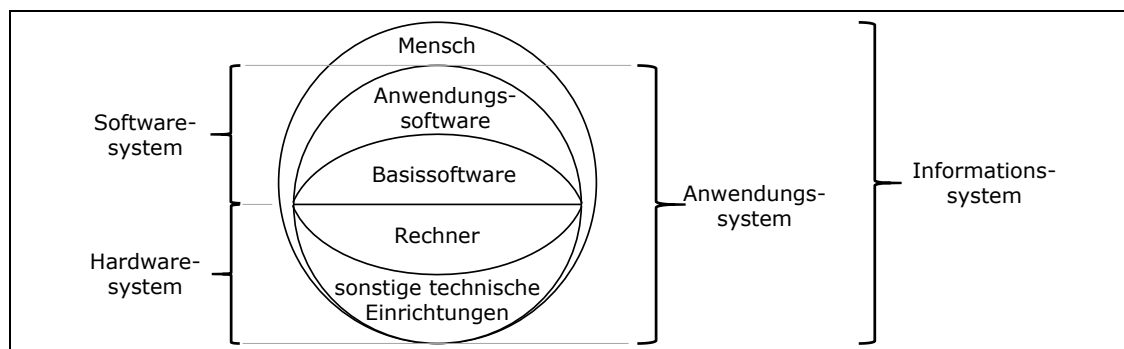 Mensch
Anwendungs-
software
Software-
system
Basissoftware
Anwendungs-
system
Informations-
system
Rechner
Hardware-
system
sonstige technische
Einrichtungen